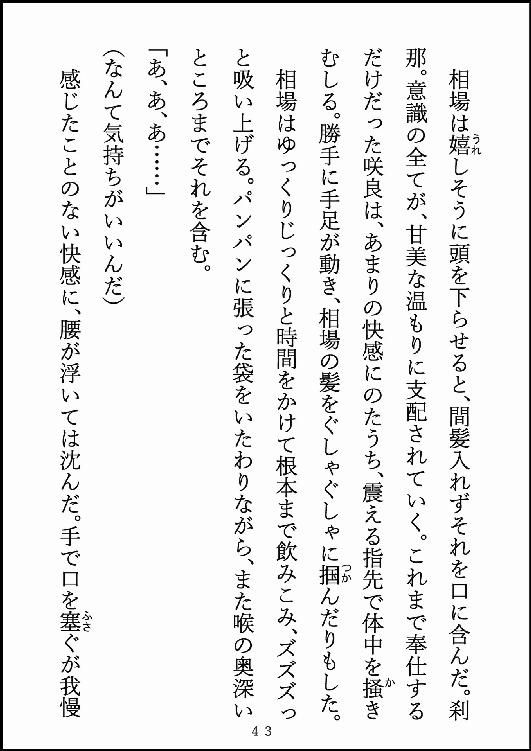 相場は嬉しそうに頭を下らせると、間髪入れずそれを口に含んだ。刹
那。意識の全てが、甘美な温もりに支配されていく。これまで奉仕する
だけだった咲良は、あまりの快感にのたうち、震える指先で体中を掻き
むしる。勝手に手足が動き、相場の髪をぐしゃぐしゃに掴んだりもした。
相場はゆっくりじっくりと時間をかけて根本まで飲みこみ、ズズズっ
と吸い上げる。パンパンに張った袋をいたわりながら、また喉の奥深い
ところまでそれを含む。
「あ、あ、あ……」
(なんて気持ちがいいんだ)
感じたことのない快感に、腰が浮いては沈んだ。手で口を塞ぐが我慢
43